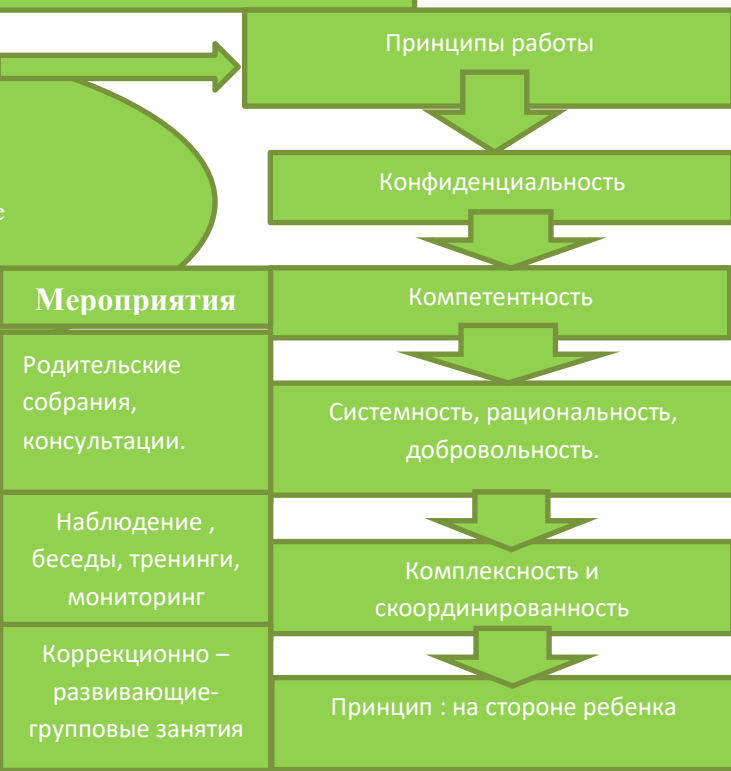 Принципы работы
Конфиденциальность
е
Мероприятия
Компетентность
Родительские
собрания,
консультации.
Системность, рациональность,
добровольность.
Наблюдение ,
беседы, тренинги,
мониторинг
Комплексность и
скоординированность
Коррекционно –
развивающие-
групповые занятия
Принцип : на стороне ребенка